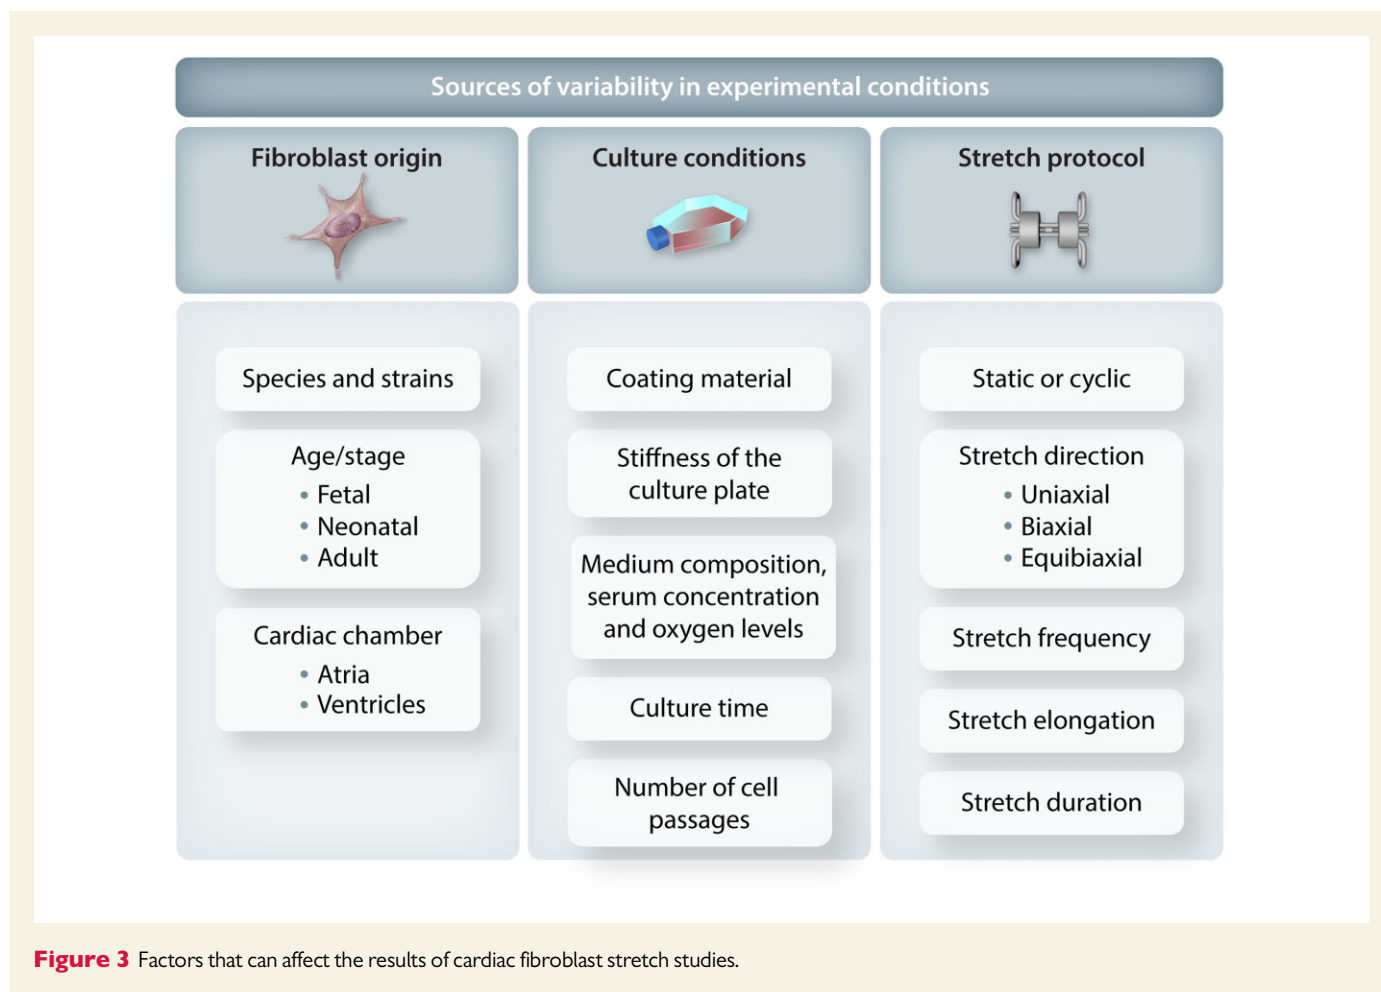 Sources of variability in experimental conditions
Fibroblast origin
Species and strains
Age/stage
• Fetal
• Neonatal
• Adult
Cardiac chamber
• Atria
• Ventricles
Culture conditions
Coating material
Stiffness of the
culture plate
Medium composition,
serum concentration
and oxygen levels
Culture time
Number of cell
passages
Stretch protocol
Static or cyclic
Stretch direction
• Uniaxial
• Biaxial
• Equibiaxial
Stretch frequency
Stretch elongation
Stretch duration
Figure 3 Factors that can affect the results of cardiac fibroblast stretch studies.